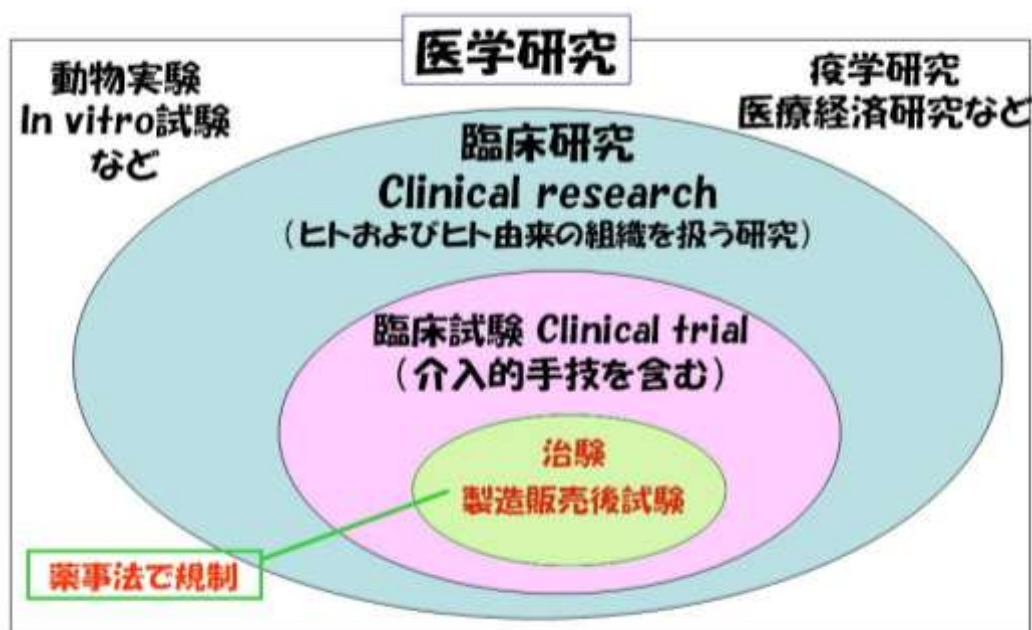 医学研究
動物実験
In vitro試験
など
疫学研究
医療経済研究など
臨床研究
Clinical research
（ヒトおよびヒト由来の組織を扱う研究）
臨床試験 Clinical trial
（介入的手技を含む）
治験
製造販売後試験
薬事法で規制